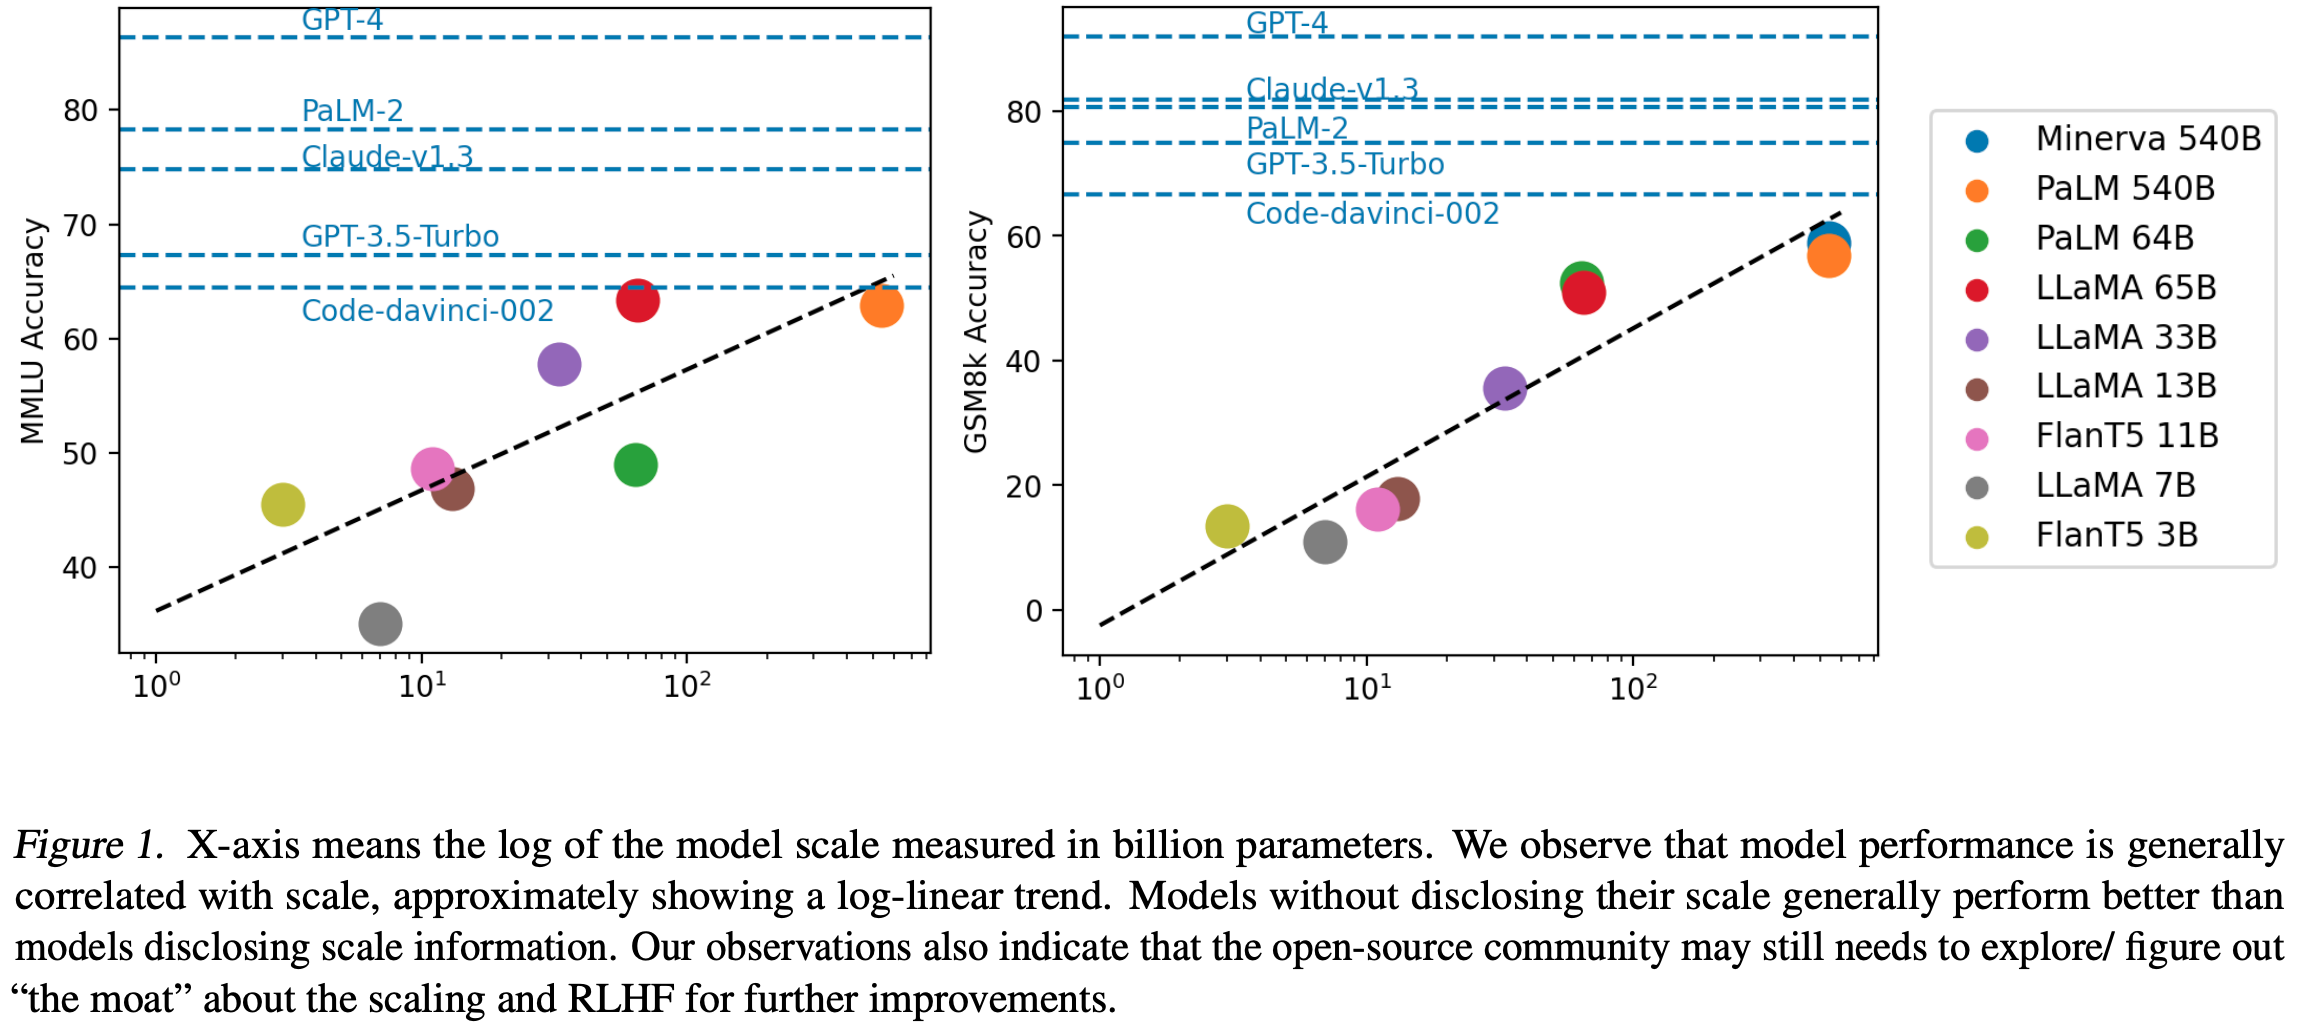 GPT-4
PaLM-2
Claude-v1.3
GPT-3.5-Turbo
Code-davinci-002
MMLU Accuracy
80
70
60
50
40
10⁰
10¹
10²
GPT-4
Claude-v1.3
PaLM-2
GPT-3.5-Turbo
Code-davinci-002
GSM8k Accuracy
80
60
40
20
0
10⁰
10¹
10²
Minerva 540B
PaLM 540B
PaLM 64B
LLaMA 65B
LLaMA 33B
LLaMA 13B
FlanT5 11B
LLaMA 7B
FlanT5 3B
Figure 1. X-axis means the log of the model scale measured in billion parameters. We observe that model performance is generally
correlated with scale, approximately showing a log-linear trend. Models without disclosing their scale generally perform better than
models disclosing scale information. Our observations also indicate that the open-source community may still needs to explore/ figure out
“the moat” about the scaling and RLHF for further improvements.